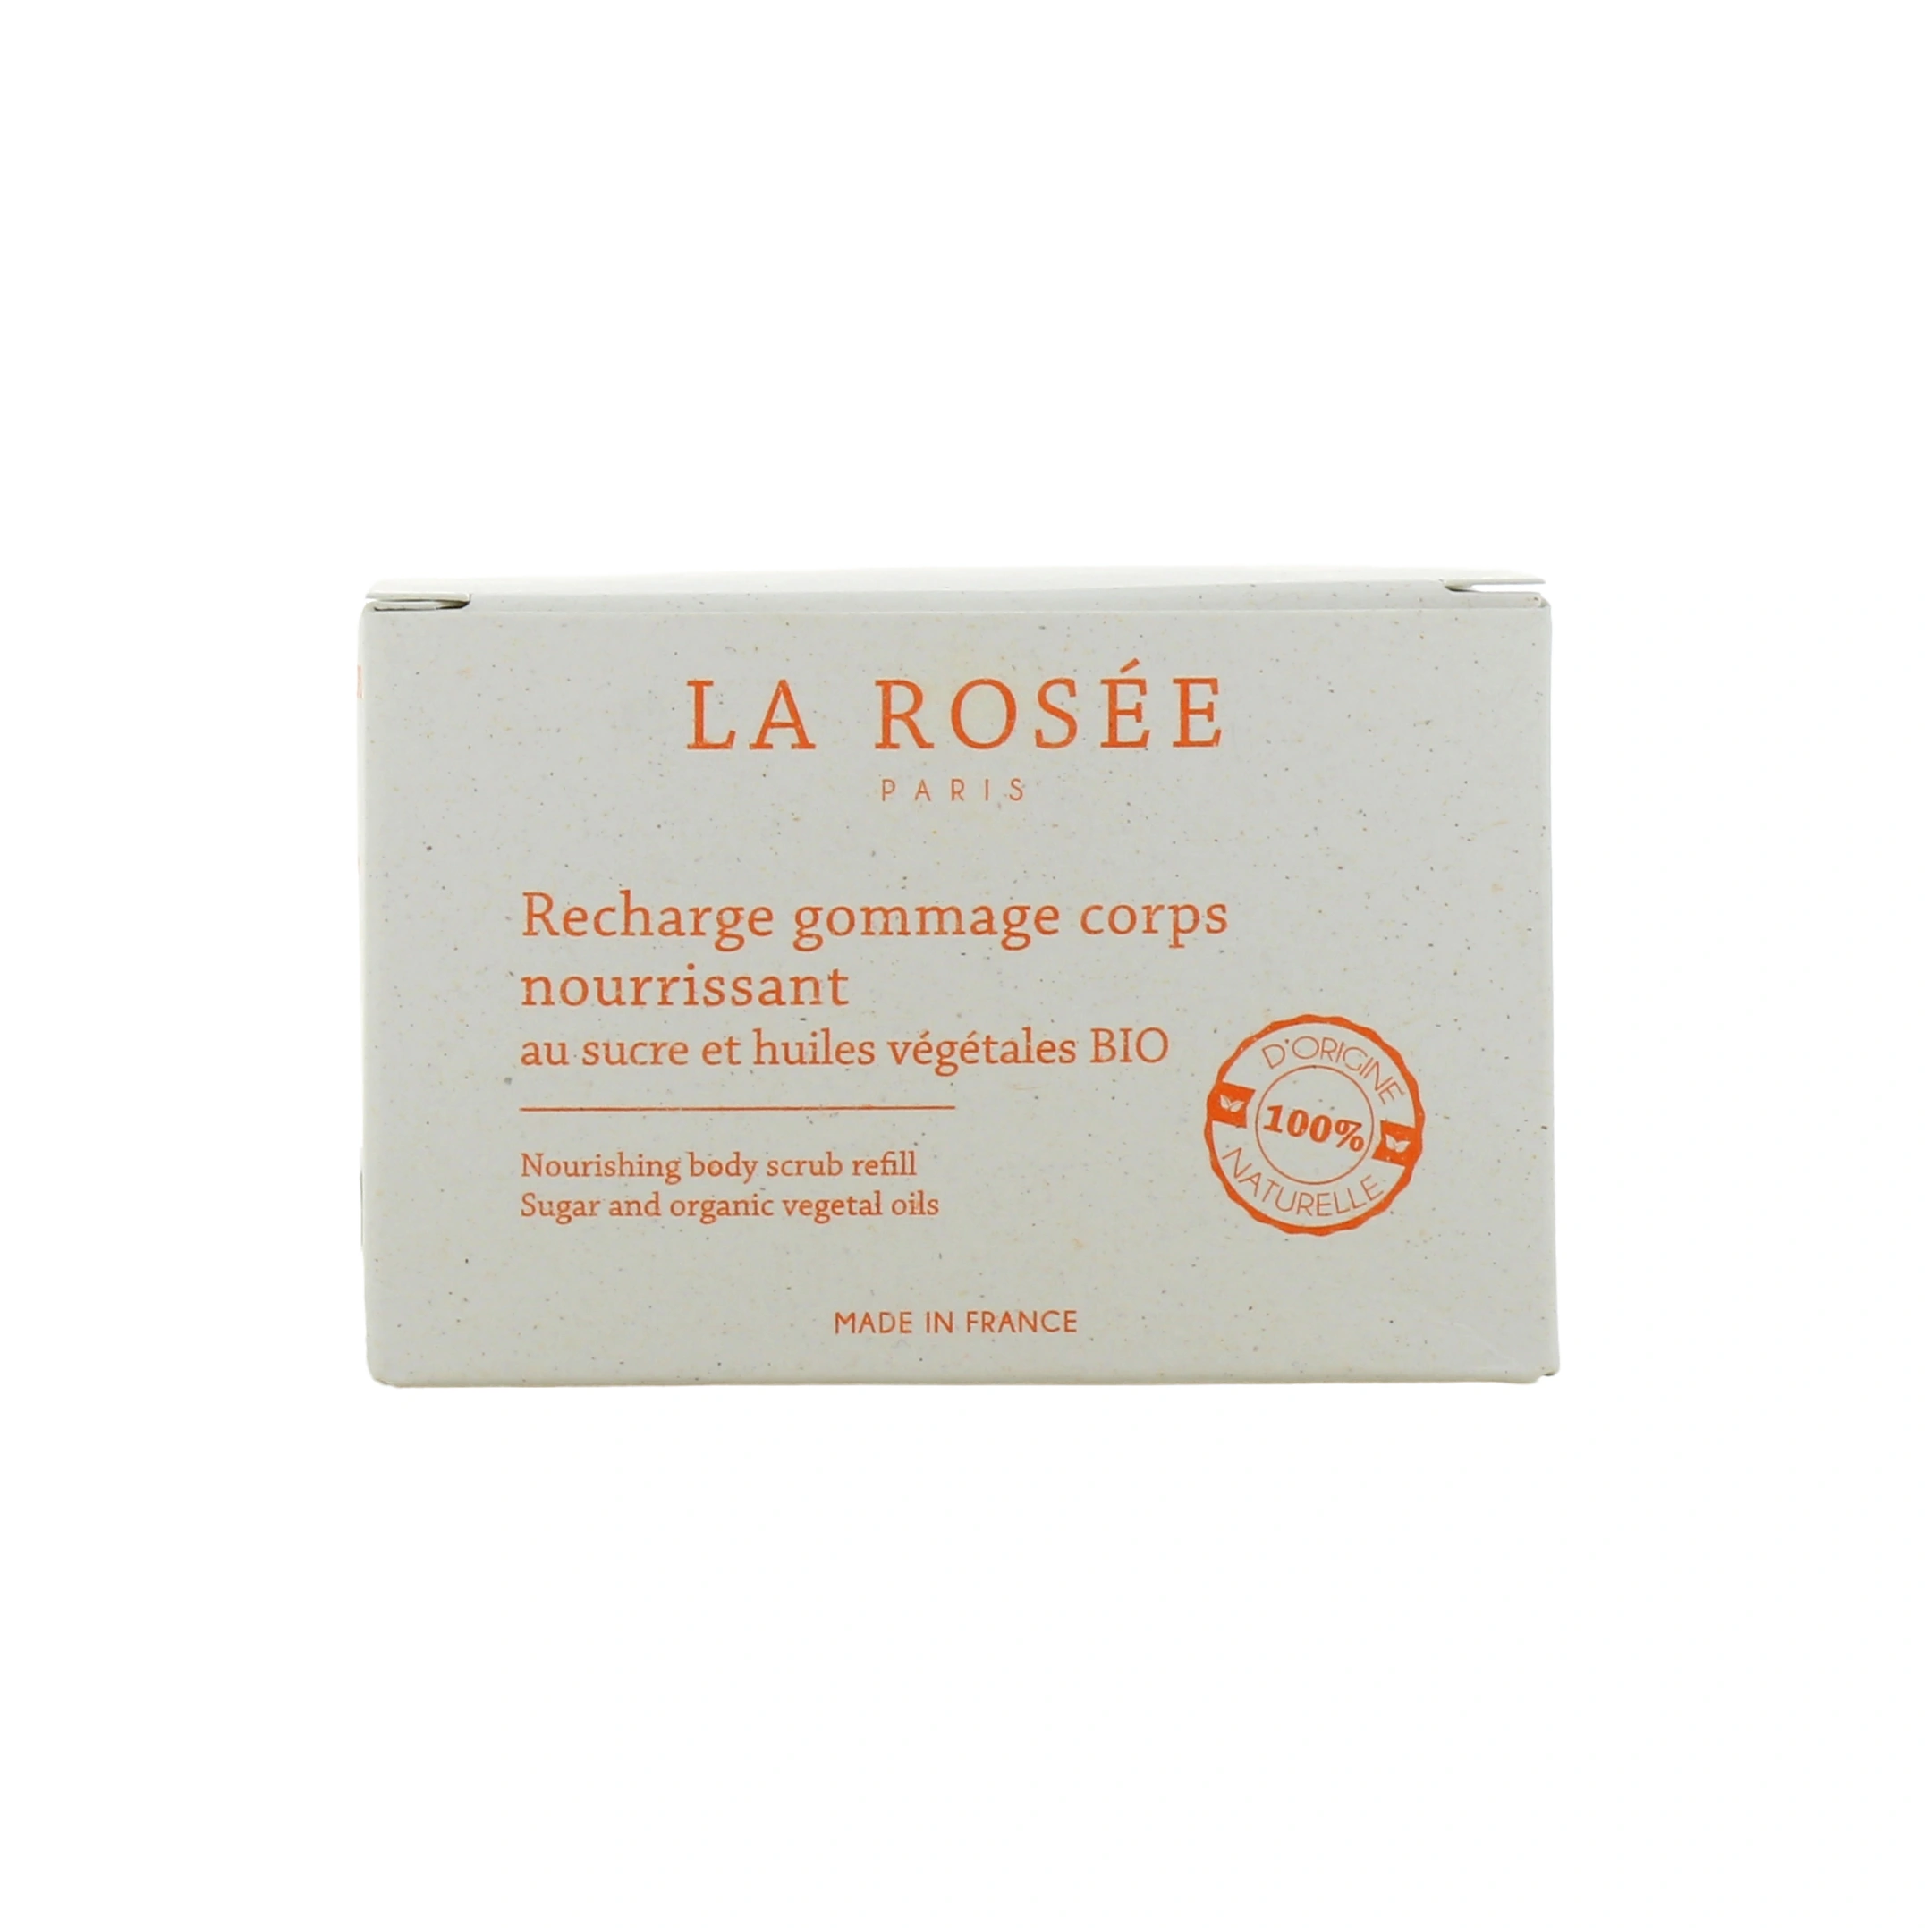 LA ROSÉE
PARIS
Recharge gommage corps
nourrissant
au sucre et huiles végétales BIO
Nourishing body scrub refill
Sugar and organic vegetal oils
D'ORIGINE
100%
NATURELLE
MADE IN FRANCE